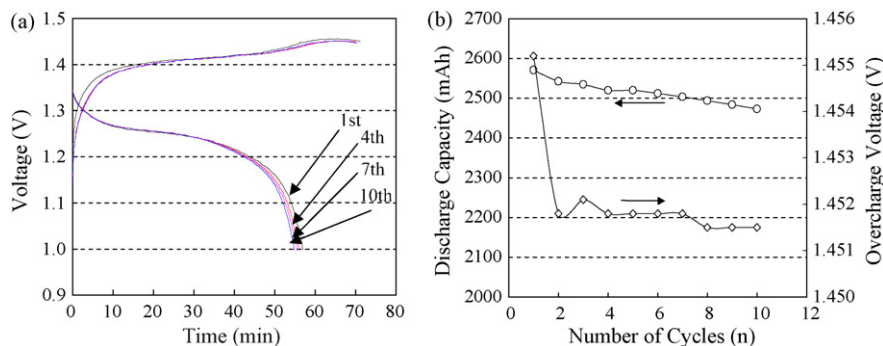 (a)
1.5
1.4
1.3
1.2
1.1
1.0
0.9
Voltage (V)
1st
4th
7th
10th
0 10 20 30 40 50 60 70 80
Time (min)
(b)
2700
2600
2500
2400
2300
2200
2100
2000
Discharge Capacity (mAh)
1.456
1.455
1.454
1.453
1.452
1.451
1.450
Overcharge Voltage (V)
0 2 4 6 8 10 12
Number of Cycles (n)